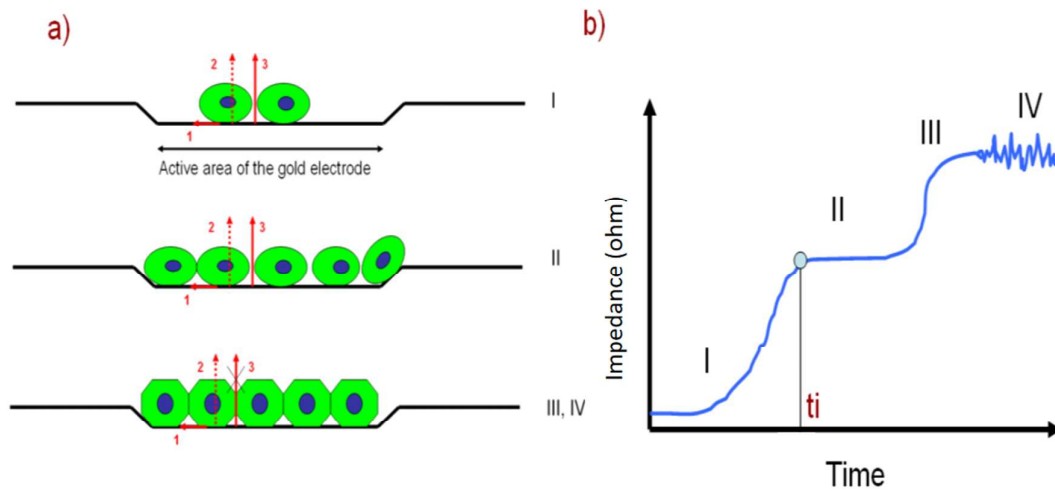 a)
2
3
I
1
Active area of the gold electrode
2
3
II
1
2
3
III, IV
1
b)
IV
III
II
Impedance (ohm)
I
ti
Time